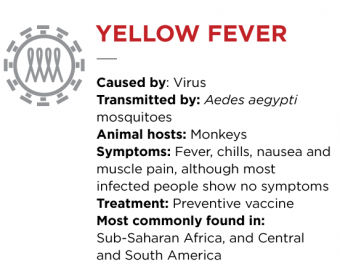 YELLOW FEVER
Caused by: Virus
Transmitted by: Aedes aegypti
mosquitoes
Animal hosts: Monkeys
Symptoms: Fever, chills, nausea and
muscle pain, although most
infected people show no symptoms
Treatment: Preventive vaccine
Most commonly found in:
Sub-Saharan Africa, and Central
and South America